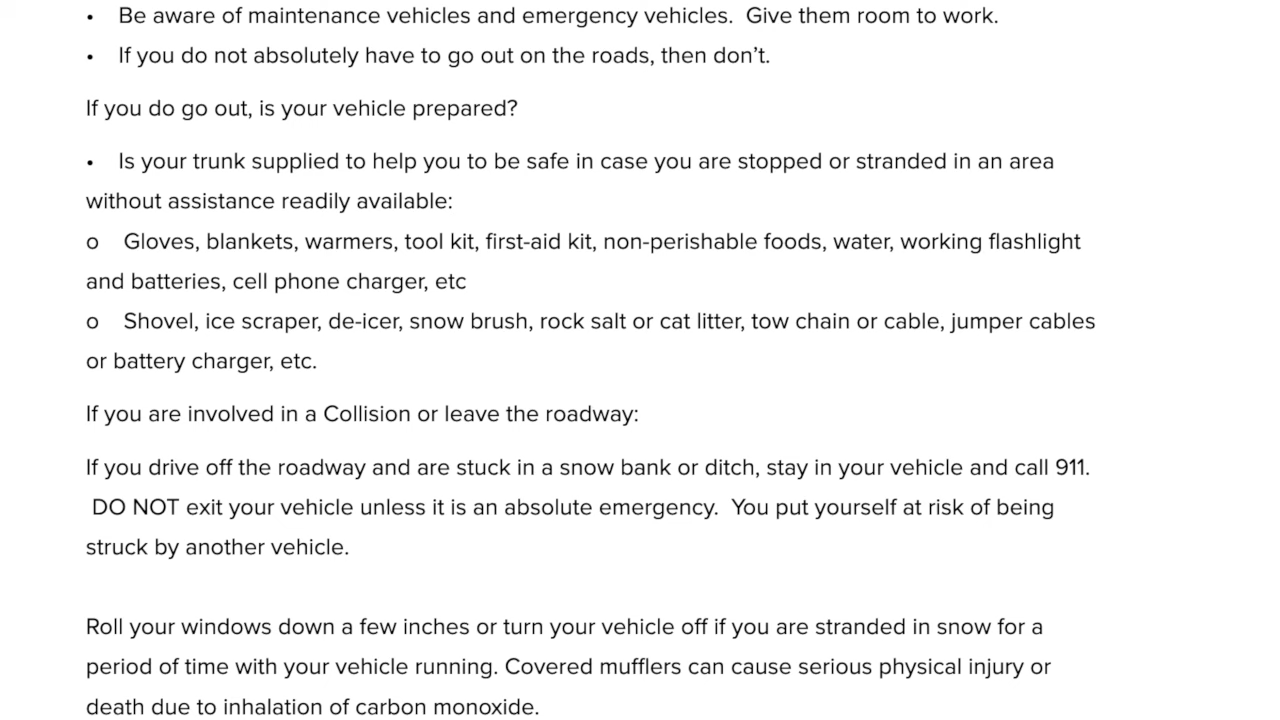 • Be aware of maintenance vehicles and emergency vehicles.  Give them room to work.
• If you do not absolutely have to go out on the roads, then don’t.
If you do go out, is your vehicle prepared?
• Is your trunk supplied to help you to be safe in case you are stopped or stranded in an area
without assistance readily available:
o Gloves, blankets, warmers, tool kit, first-aid kit, non-perishable foods, water, working flashlight
and batteries, cell phone charger, etc
o Shovel, ice scraper, de-icer, snow brush, rock salt or cat litter, tow chain or cable, jumper cables
or battery charger, etc.
If you are involved in a Collision or leave the roadway:
If you drive off the roadway and are stuck in a snow bank or ditch, stay in your vehicle and call 911.
DO NOT exit your vehicle unless it is an absolute emergency.  You put yourself at risk of being
struck by another vehicle.
Roll your windows down a few inches or turn your vehicle off if you are stranded in snow for a
period of time with your vehicle running. Covered mufflers can cause serious physical injury or
death due to inhalation of carbon monoxide.